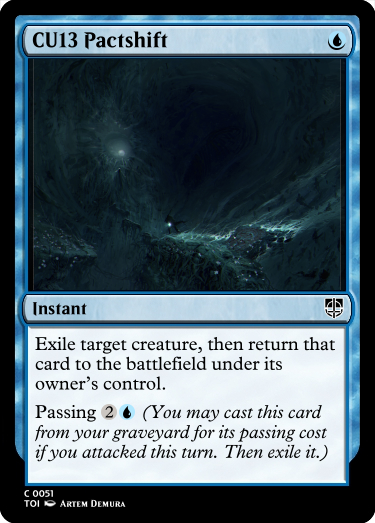 CU13 Pactshift
Instant
Exile target creature, then return that
card to the battlefield under its
owner's control.
Passing 2 (You may cast this card
from your graveyard for its passing cost
if you attacked this turn. Then exile it.)
C 0051
TOI Artem Demura